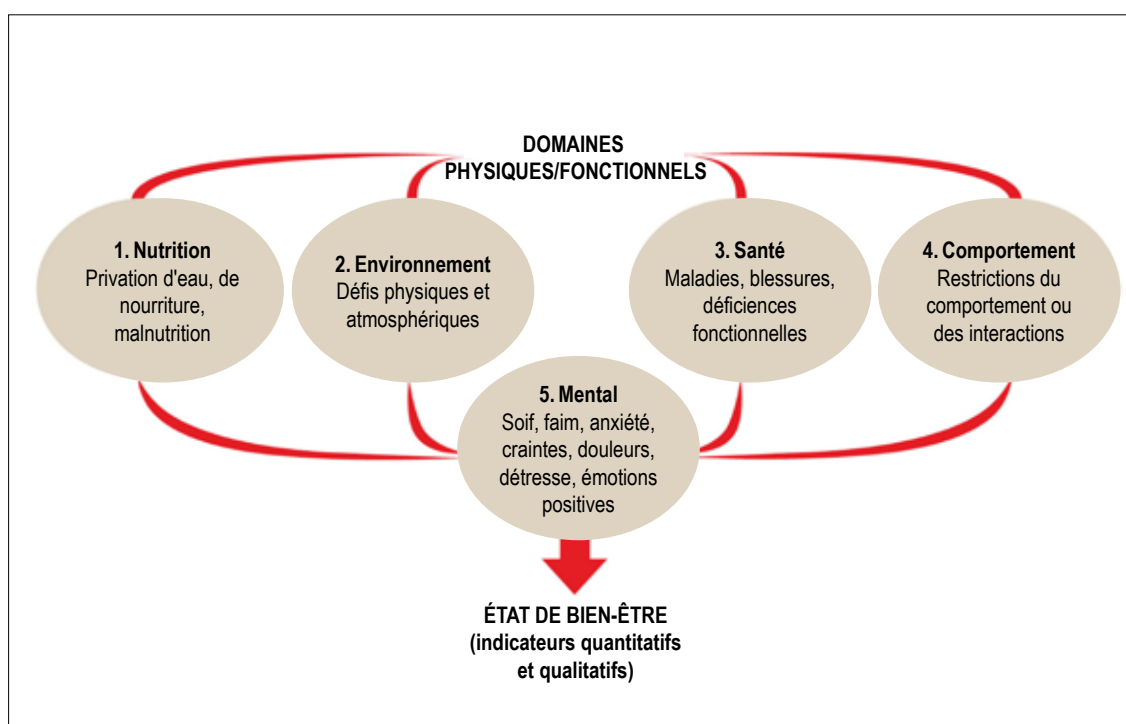 DOMAINES
PHYSIQUES/FONCTIONNELS
1. Nutrition
Privation d'eau, de
nourriture,
malnutrition
2. Environnement
Défis physiques et
atmosphériques
3. Santé
Maladies, blessures,
déficiences
fonctionnelles
4. Comportement
Restrictions du
comportement ou
des interactions
5. Mental
Soif, faim, anxiété,
craintes, douleurs,
détresse, émotions
positives
ÉTAT DE BIEN-ÊTRE
(indicateurs quantitatifs
et qualitatifs)